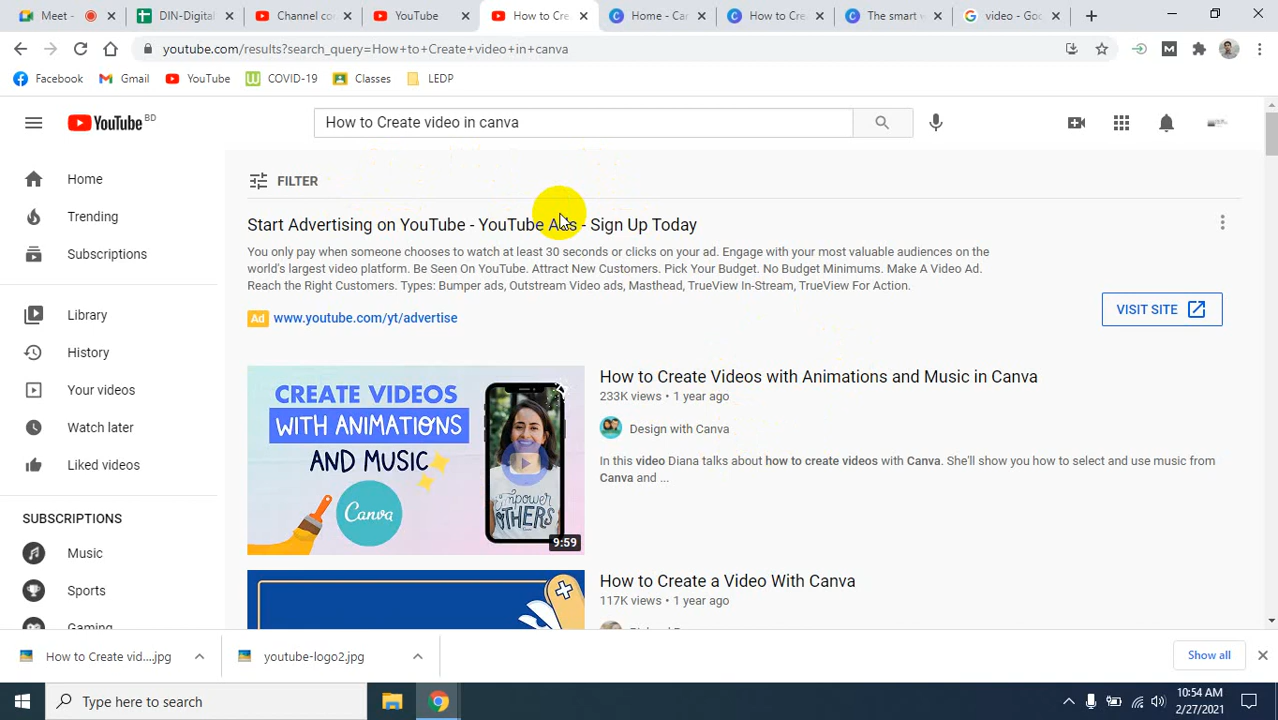 Meet -
DIN-Digital
Channel co
YouTube
How to Cre
Home - Ca
How to Cre
The smart v
video - Goo
youtube.com/results?search_query=How+to+Create+video+in+canva
Facebook
Gmail
YouTube
COVID-19
Classes
LEDP
YouTube BD
How to Create video in canva
Home
Trending
Subscriptions
Library
History
Your videos
Watch later
Liked videos
SUBSCRIPTIONS
Music
Sports
Gaming
FILTER
Start Advertising on YouTube - YouTube Ads - Sign Up Today
You only pay when someone chooses to watch at least 30 seconds or clicks on your ad. Engage with your most valuable audiences on the
world's largest video platform. Be Seen On YouTube. Attract New Customers. Pick Your Budget. No Budget Minimums. Make A Video Ad.
Reach the Right Customers. Types: Bumper ads, Outstream Video ads, Masthead, TrueView In-Stream, TrueView For Action.
Ad www.youtube.com/yt/advertise
VISIT SITE
CREATE VIDEOS
WITH ANIMATIONS
AND MUSIC
Canva
EMPOWER
OTHERS
9:59
How to Create Videos with Animations and Music in Canva
233K views • 1 year ago
Design with Canva
In this video Diana talks about how to create videos with Canva. She'll show you how to select and use music from
Canva and ...
How to Create a Video With Canva
117K views • 1 year ago
How to Create vid....jpg
youtube-logo2.jpg
Show all
Type here to search
10:54 AM
2/27/2021